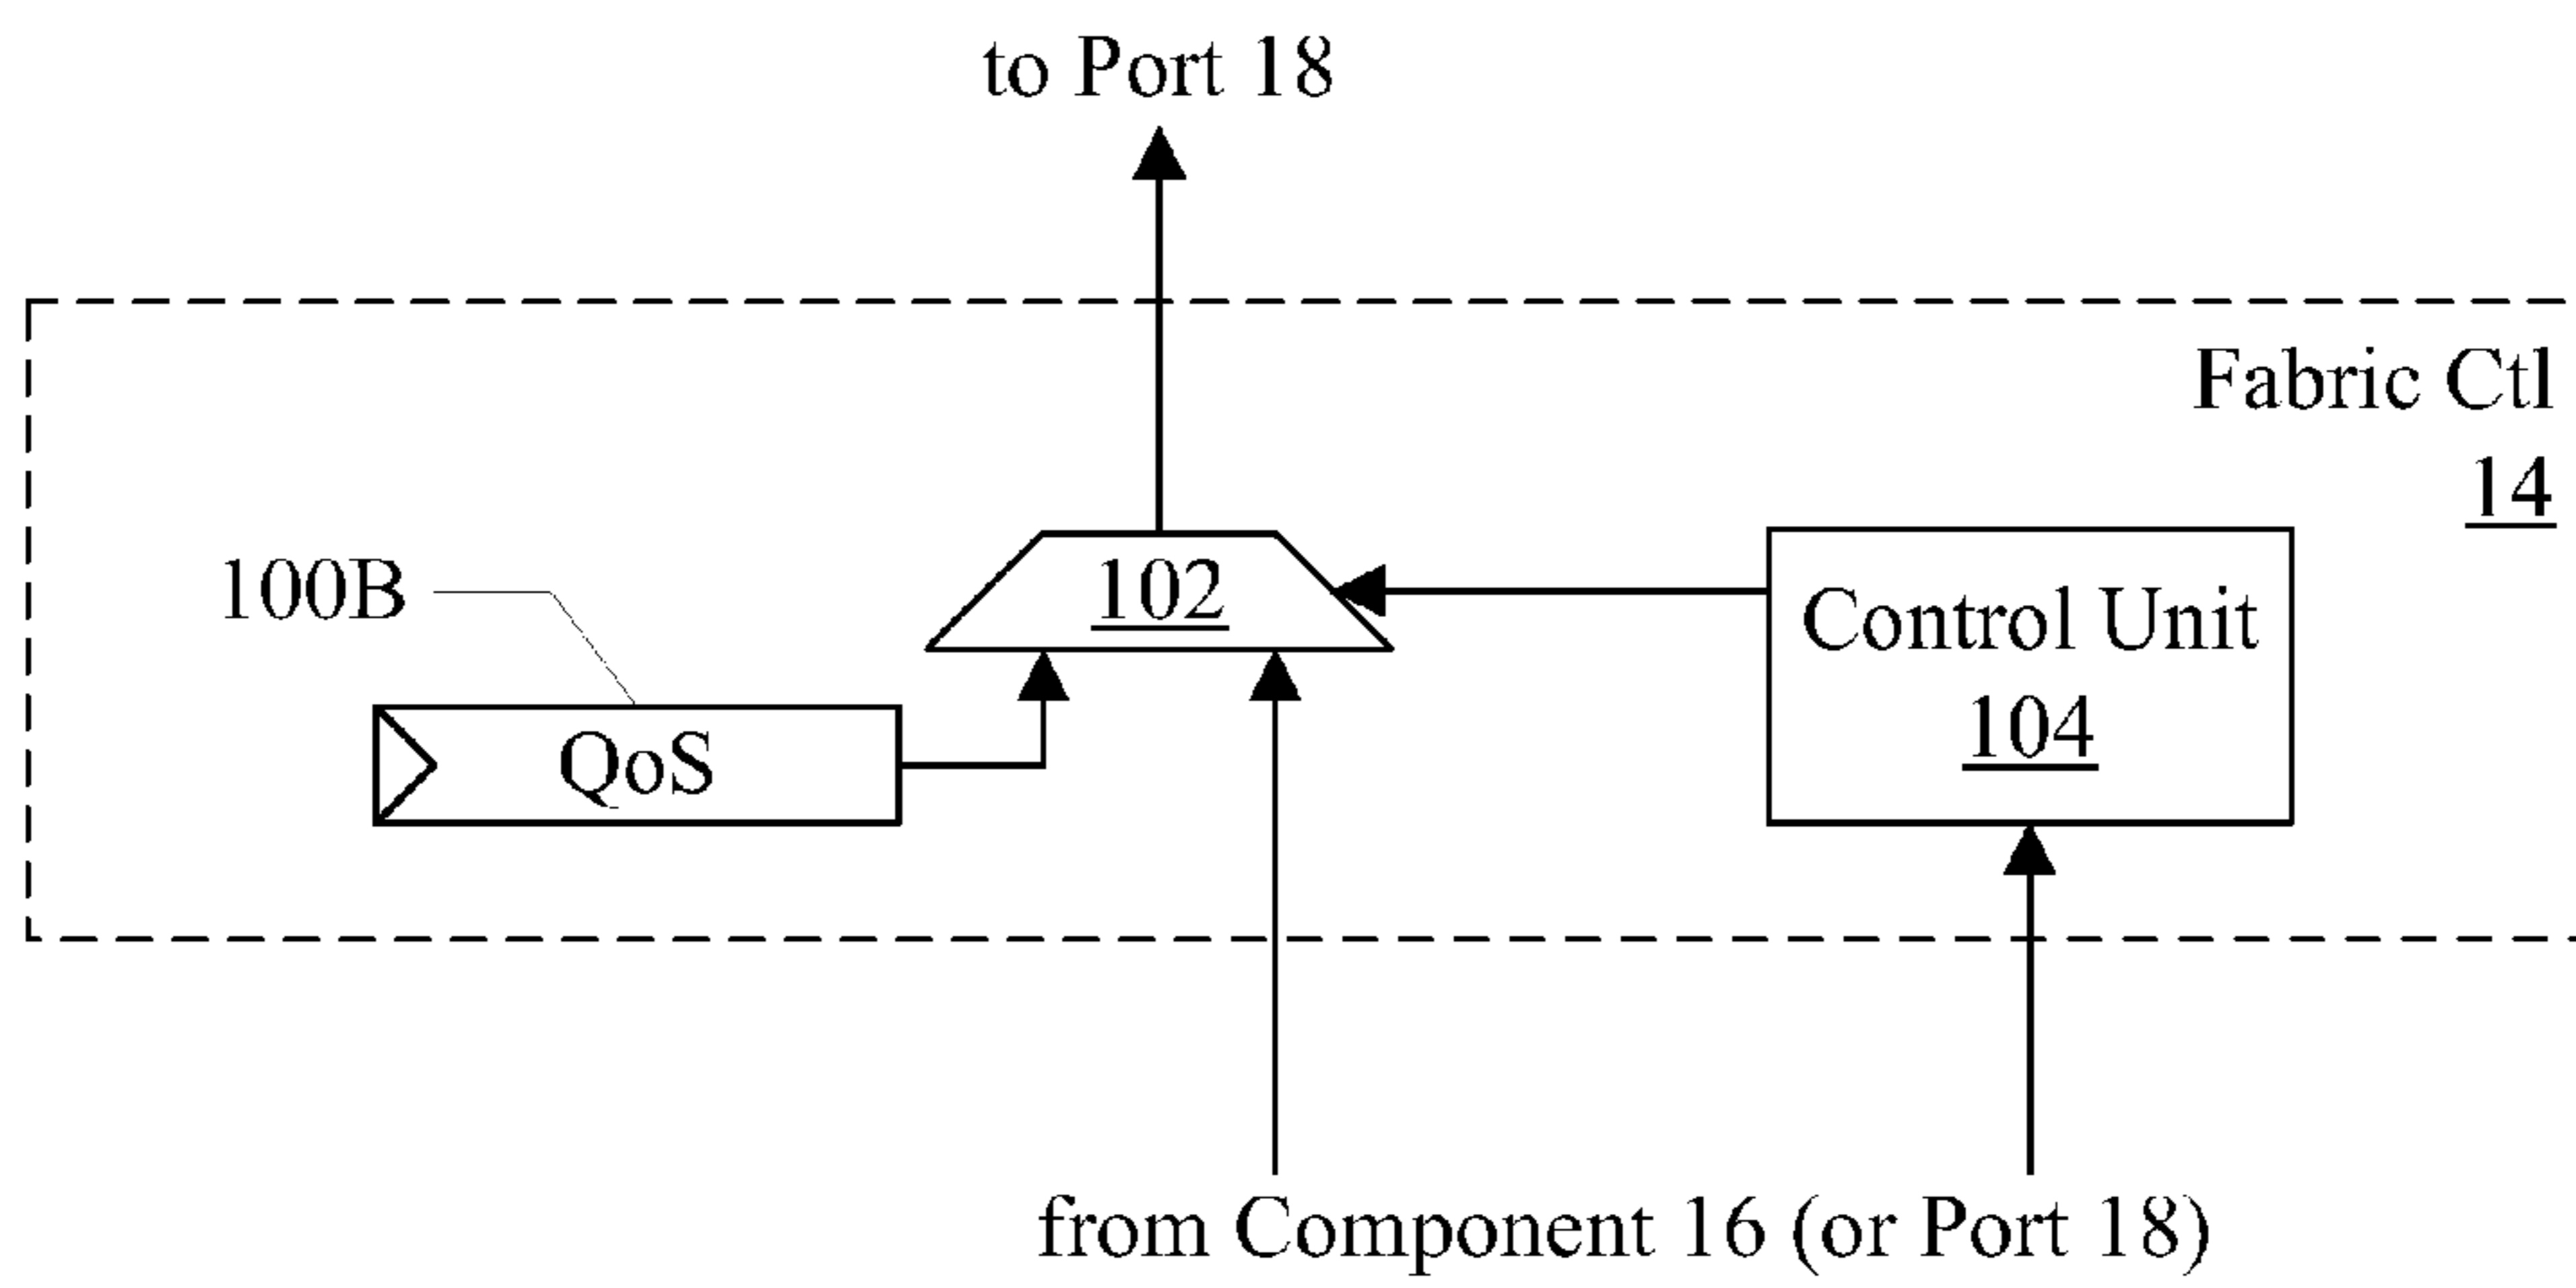 to Port 18
Fabric Ctl
14
100B
102
Control Unit
104
QoS
from Component 16 (or Port 18)